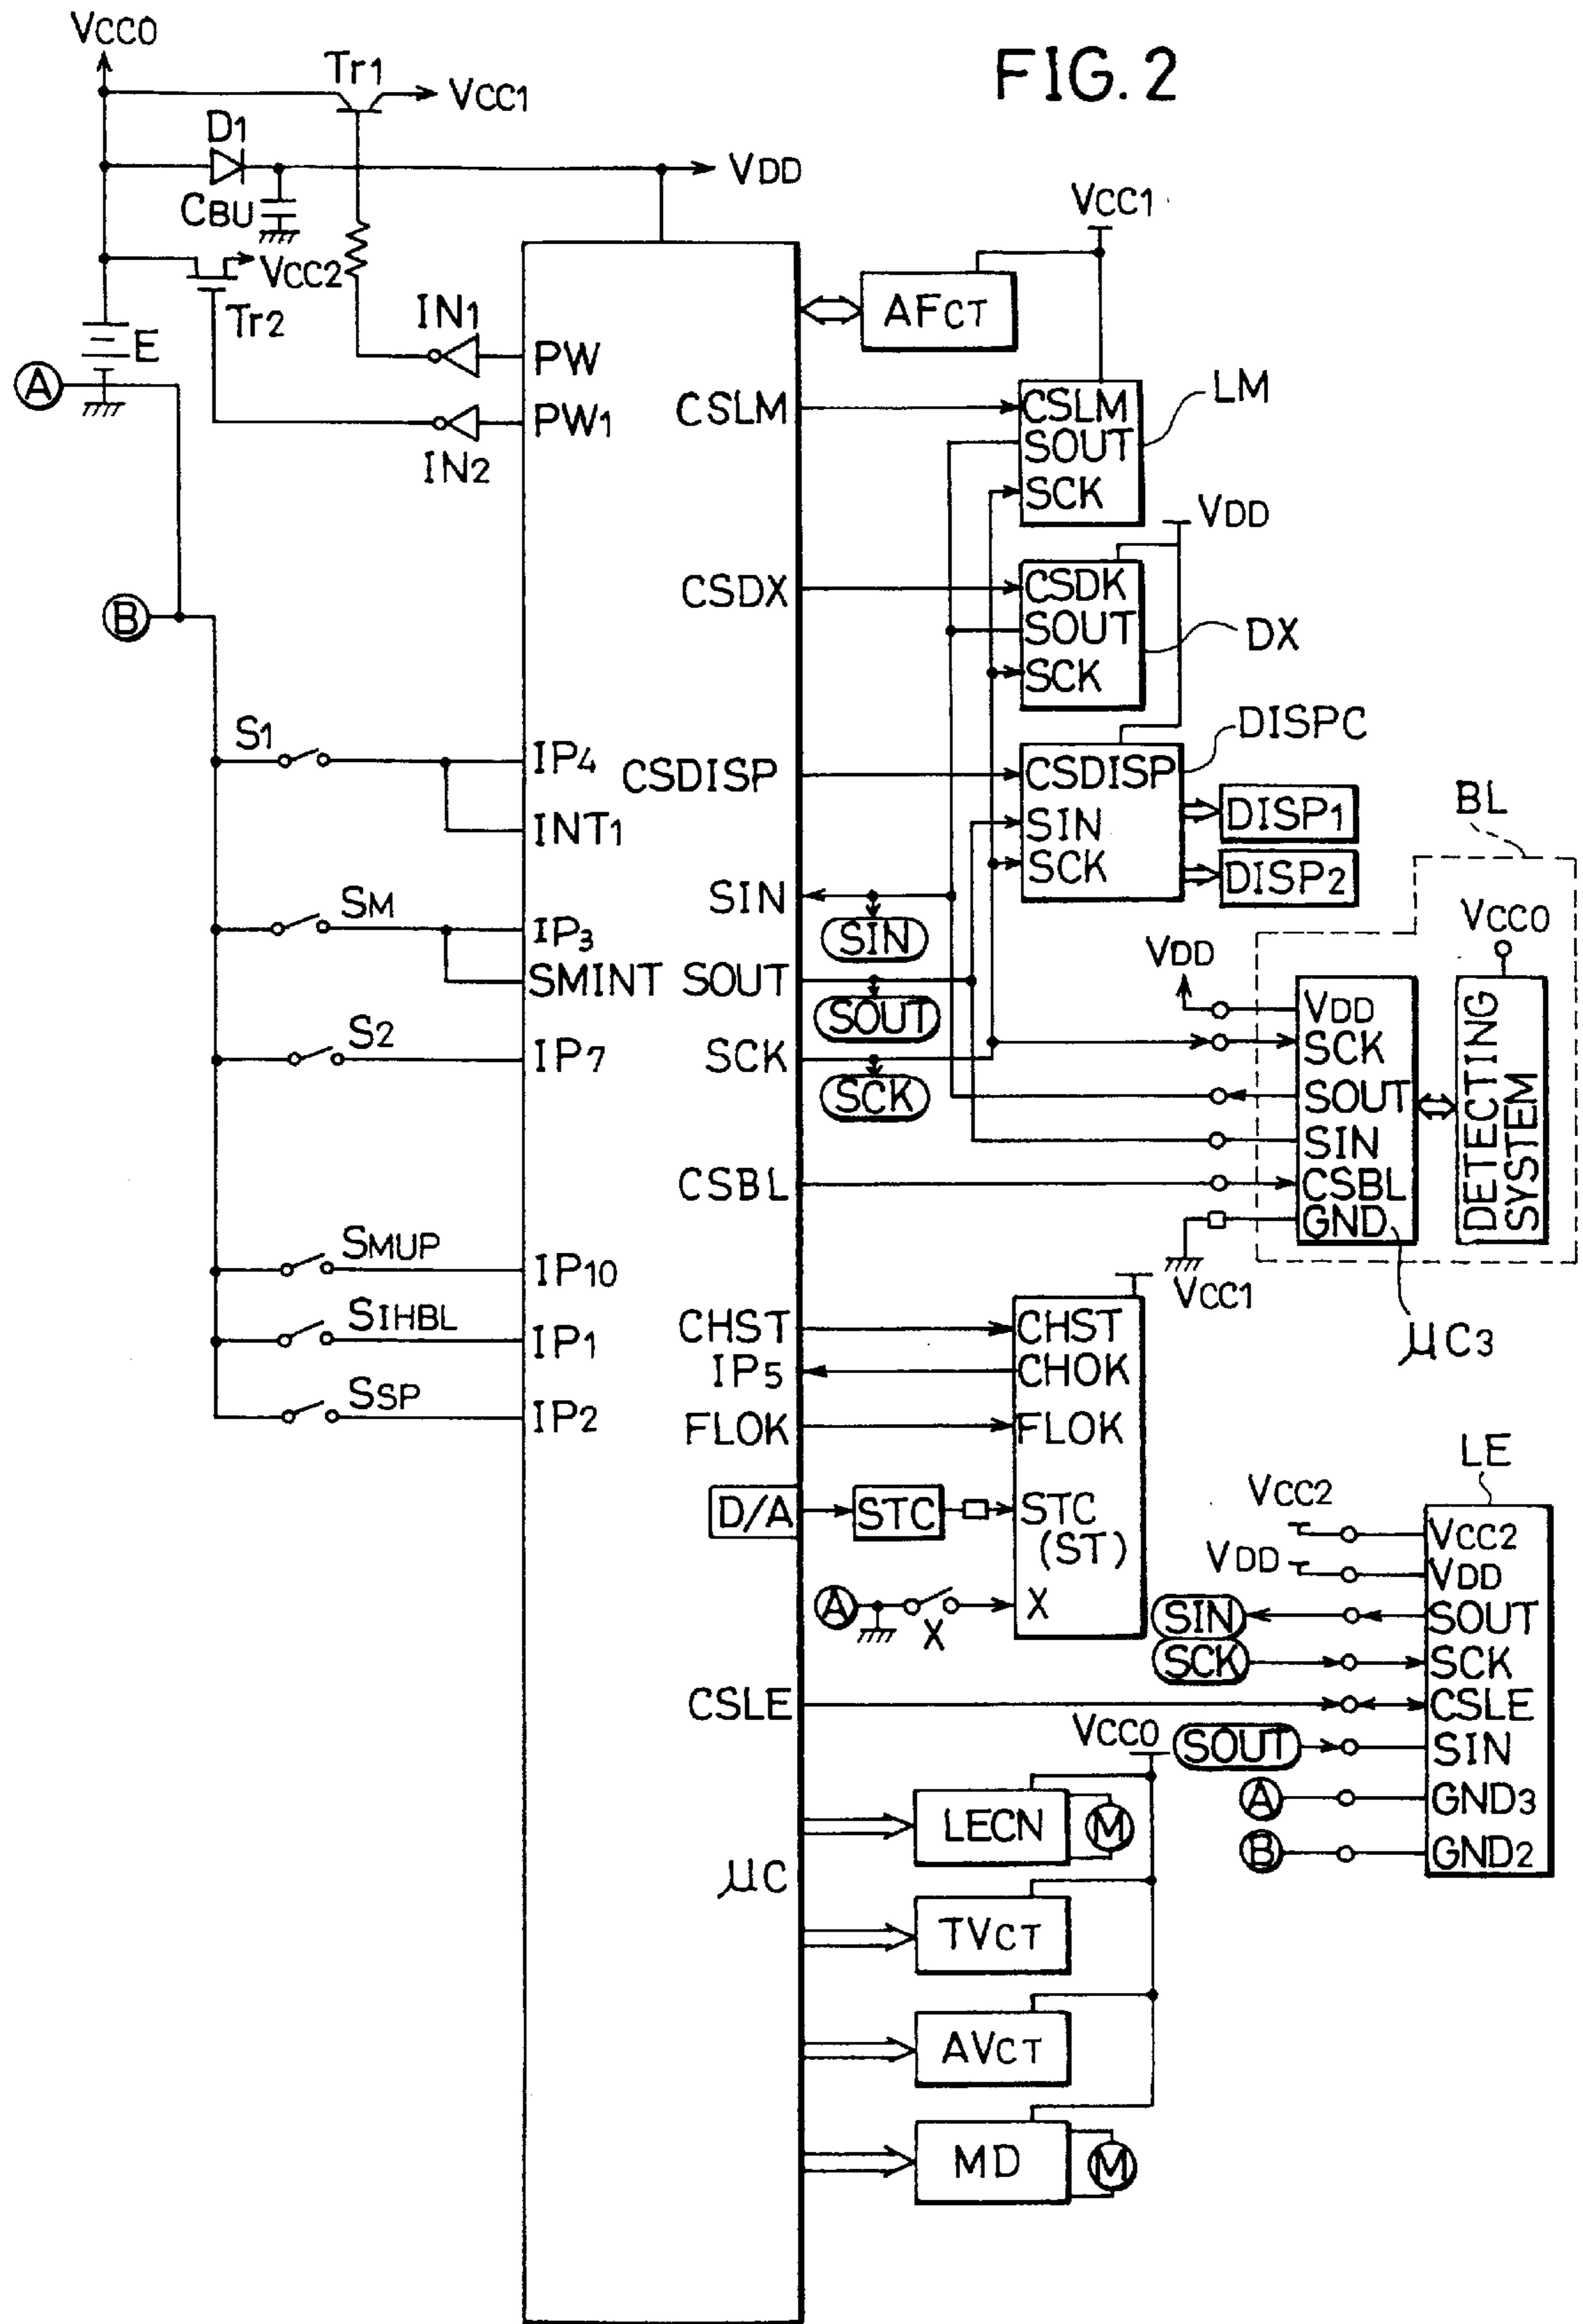 FIG. 2
VCC0
Tr1
VCC1
D1
CBU
VDD
VCC2
Tr2
E
A
IN1
PW
PW1
IN2
B
S1
IP4
INT1
SM
IP3
SMINT
S2
IP7
SMUP
IP10
SIHBL
IP1
SSP
IP2
CSLM
CSDX
CSDISP
SIN
SOUT
SCK
CSBL
CHST
IP5
FLOK
D/A
CSLE
μC
VCC1
AFCT
CSLM
SOUT
SCK
LM
VDD
CSDK
SOUT
SCK
DX
DISPC
CSDISP
SIN
SCK
DISP1
DISP2
SIN
SOUT
SCK
BL
VCC0
VDD
VDD
SCK
SOUT
SIN
CSBL
GND
DETECTING
SYSTEM
μC3
VCC1
CHST
CHOK
FLOK
STC
STC
(ST)
A
X
X
LE
VCC2
VCC2
VDD
VDD
SIN
SOUT
SCK
SCK
CSLE
SOUT
SIN
A
GND3
B
GND2
VCC0
LECN
M
TVCT
AVCT
MD
M